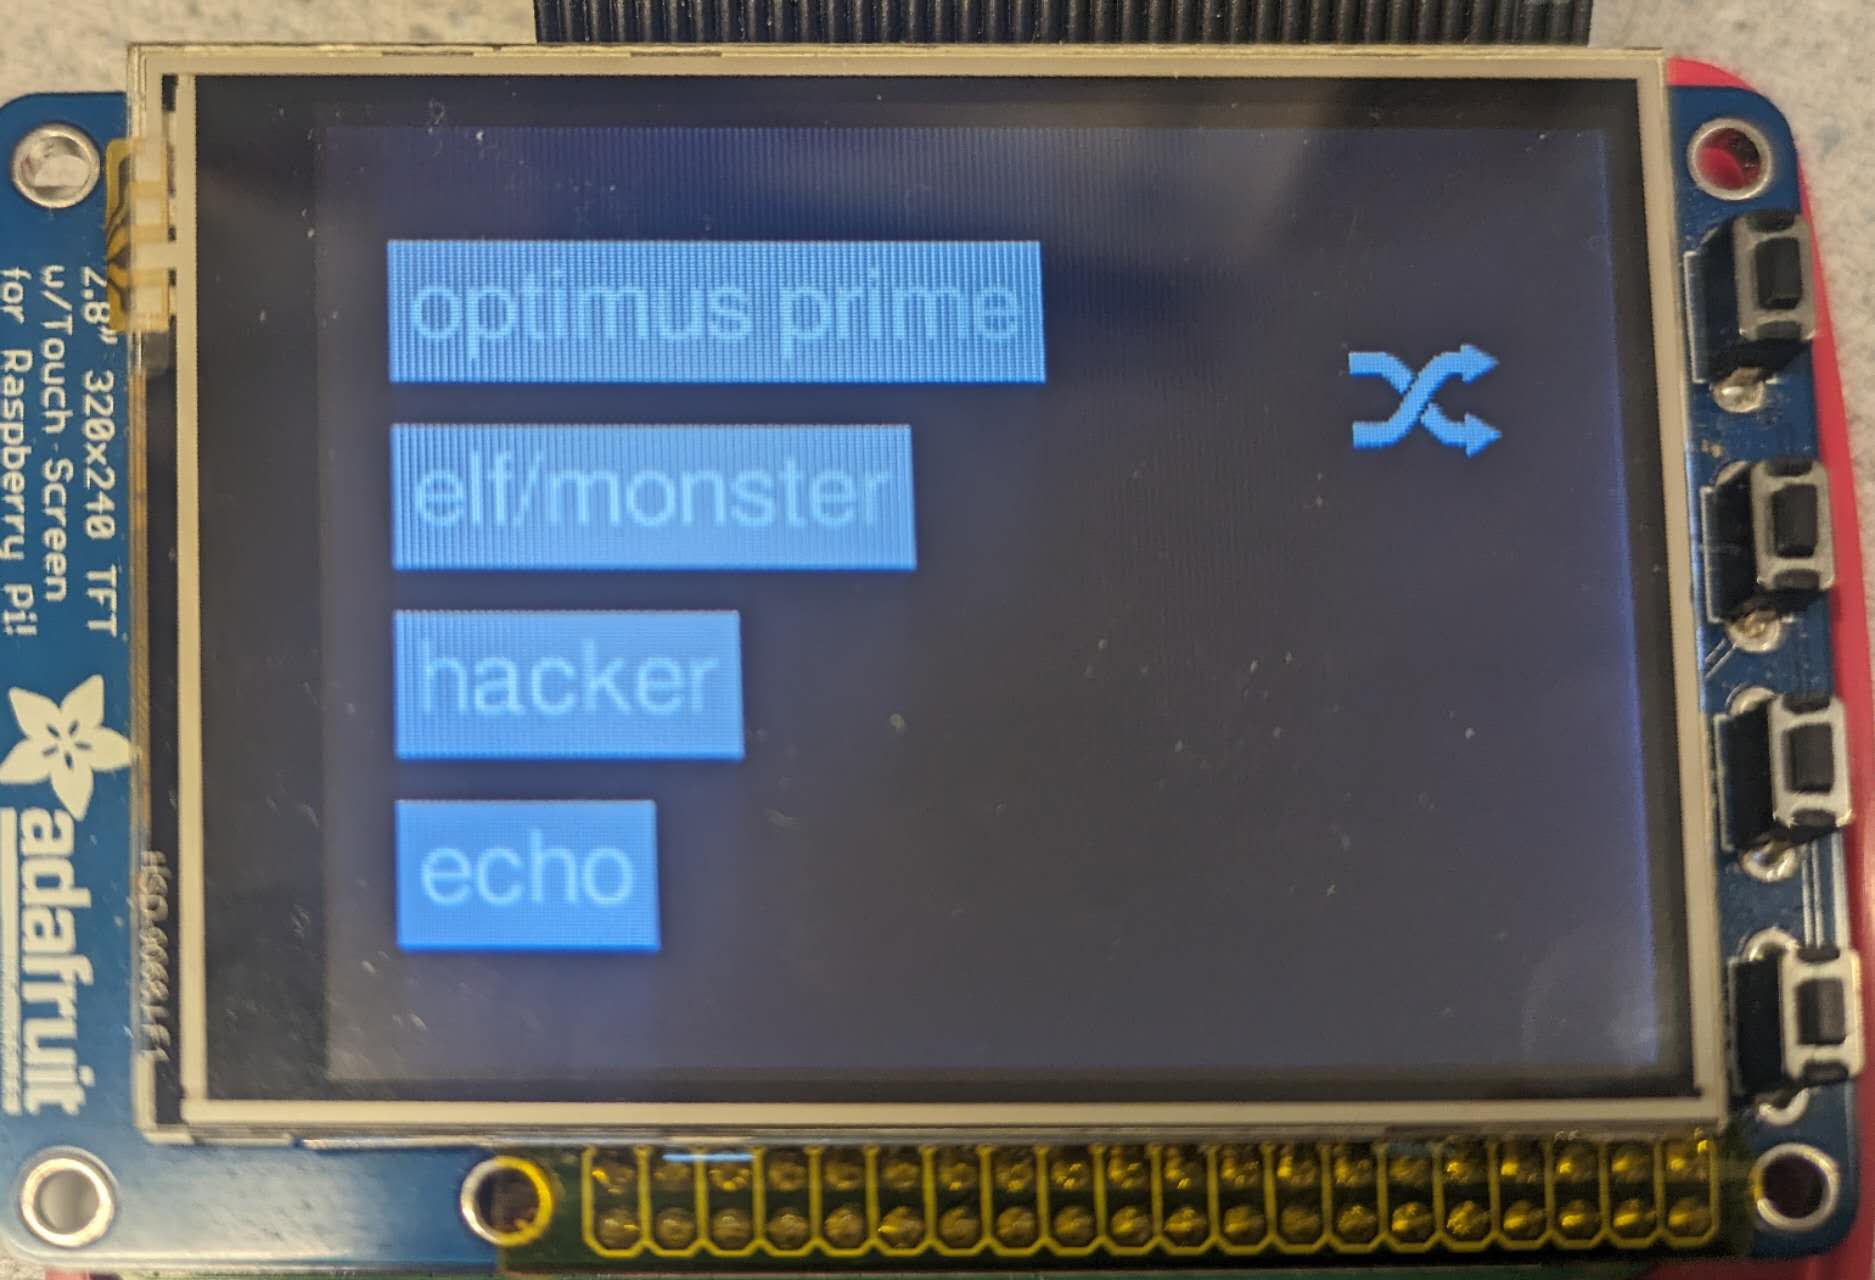 optimus prime
elf/monster
hacker
echo
2.8" 320x240 TFT
w/Touch Screen
for Raspberry Pi!
adafruit